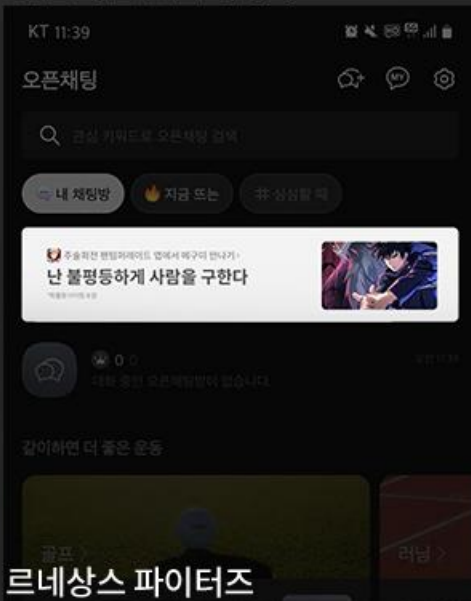 KT 11:39
오픈채팅
MY
관심 키워드로 오픈채팅 검색
내 채팅방
지금 뜨는
# 심심할 때
주술회전 팬텀퍼레이드 앱에서 메구미 만나기>
난 불평등하게 사람을 구한다
0 0
대화 중인 오픈채팅방이 없습니다.
같이하면 더 좋은 운동
골프 >
러닝 >
르네상스 파이터즈